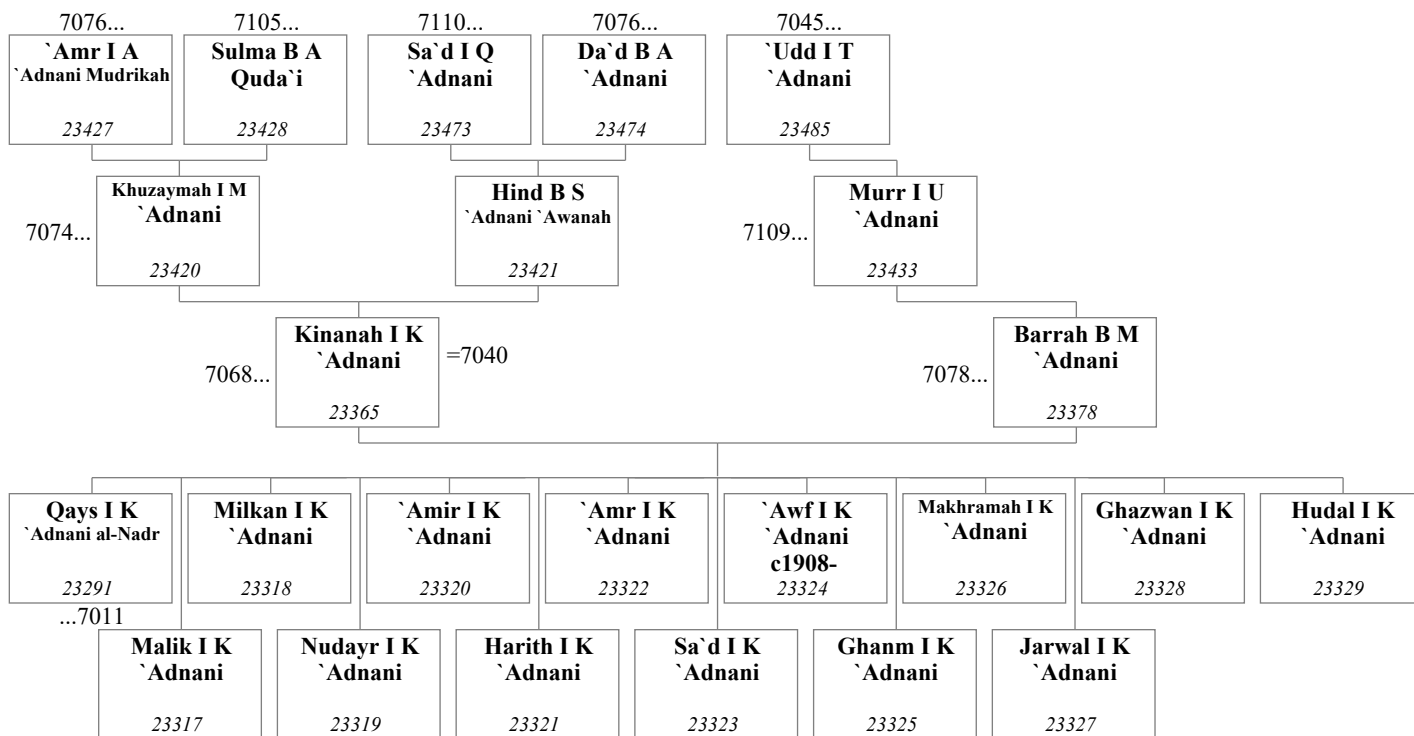 7076... 7105... 7110... 7076... 7045...
`Amr I A Sulma B A Sa`d I Q Da`d B A `Udd I T
`Adnani Mudrikah Quda`i `Adnani `Adnani `Adnani
23427 23428 23473 23474 23485
Khuzaymah I M Hind B S Murr I U
`Adnani `Adnani `Awanah `Adnani
7074... 7109...
23420 23421 23433
Kinanah I K Barrah B M
`Adnani =7040 `Adnani
7068... 7078...
23365 23378
Qays I K Milkan I K `Amir I K `Amr I K `Awf I K Makhramah I K Ghazwan I K Hudal I K
`Adnani al-Nadr `Adnani `Adnani `Adnani `Adnani `Adnani `Adnani `Adnani
c1908-
23291 23318 23320 23322 23324 23326 23328 23329
...7011
Malik I K Nudayr I K Harith I K Sa`d I K Ghanm I K Jarwal I K
`Adnani `Adnani `Adnani `Adnani `Adnani `Adnani
23317 23319 23321 23323 23325 23327